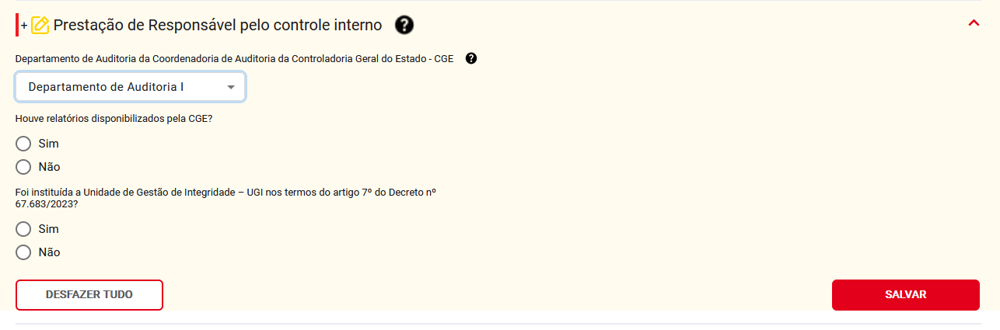 + Prestação de Responsável pelo controle interno ?
Departamento de Auditoria da Coordenadoria de Auditoria da Controladoria Geral do Estado - CGE ?
Departamento de Auditoria I
Houve relatórios disponibilizados pela CGE?
Sim
Não
Foi instituída a Unidade de Gestão de Integridade – UGI nos termos do artigo 7º do Decreto nº
67.683/2023?
Sim
Não
DESFAZER TUDO
SALVAR